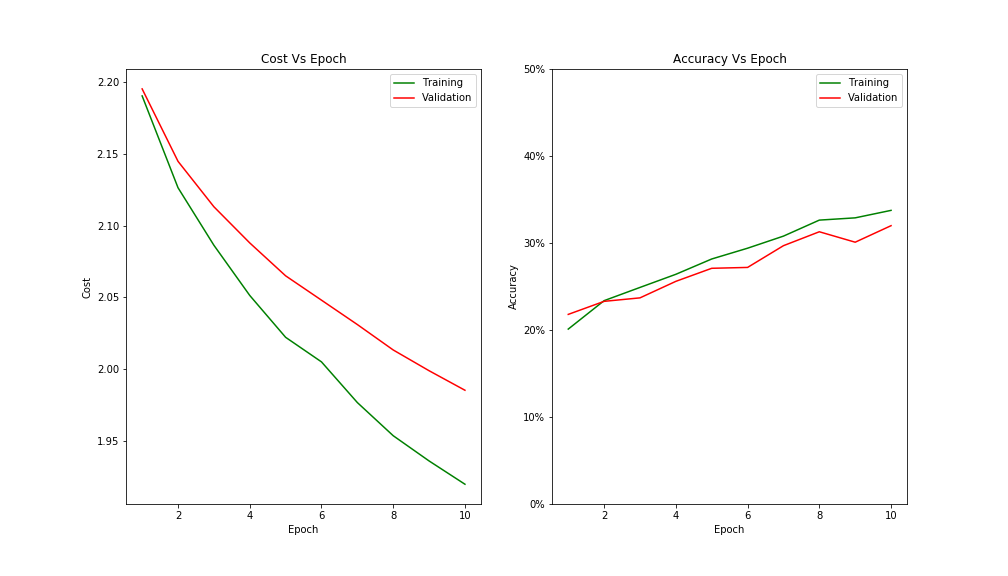 Cost Vs Epoch
Training
Validation
2.20
2.15
2.10
2.05
2.00
1.95
Cost
2 4 6 8 10
Epoch
Accuracy Vs Epoch
Training
Validation
50%
40%
30%
20%
10%
0%
Accuracy
2 4 6 8 10
Epoch